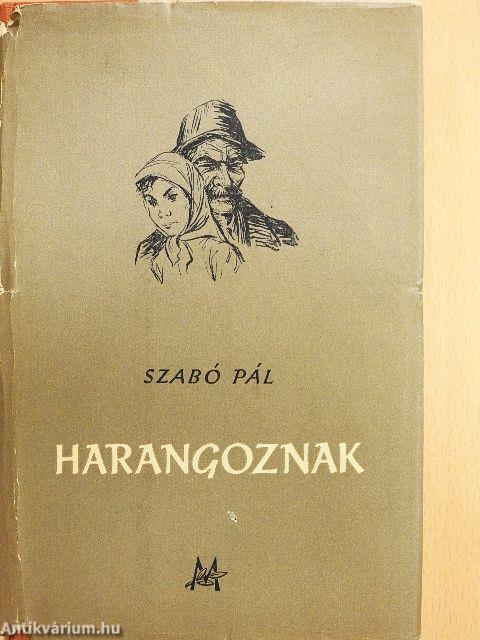 SZABÓ PÁL
HARANGOZNAK
Antikvárium.hu